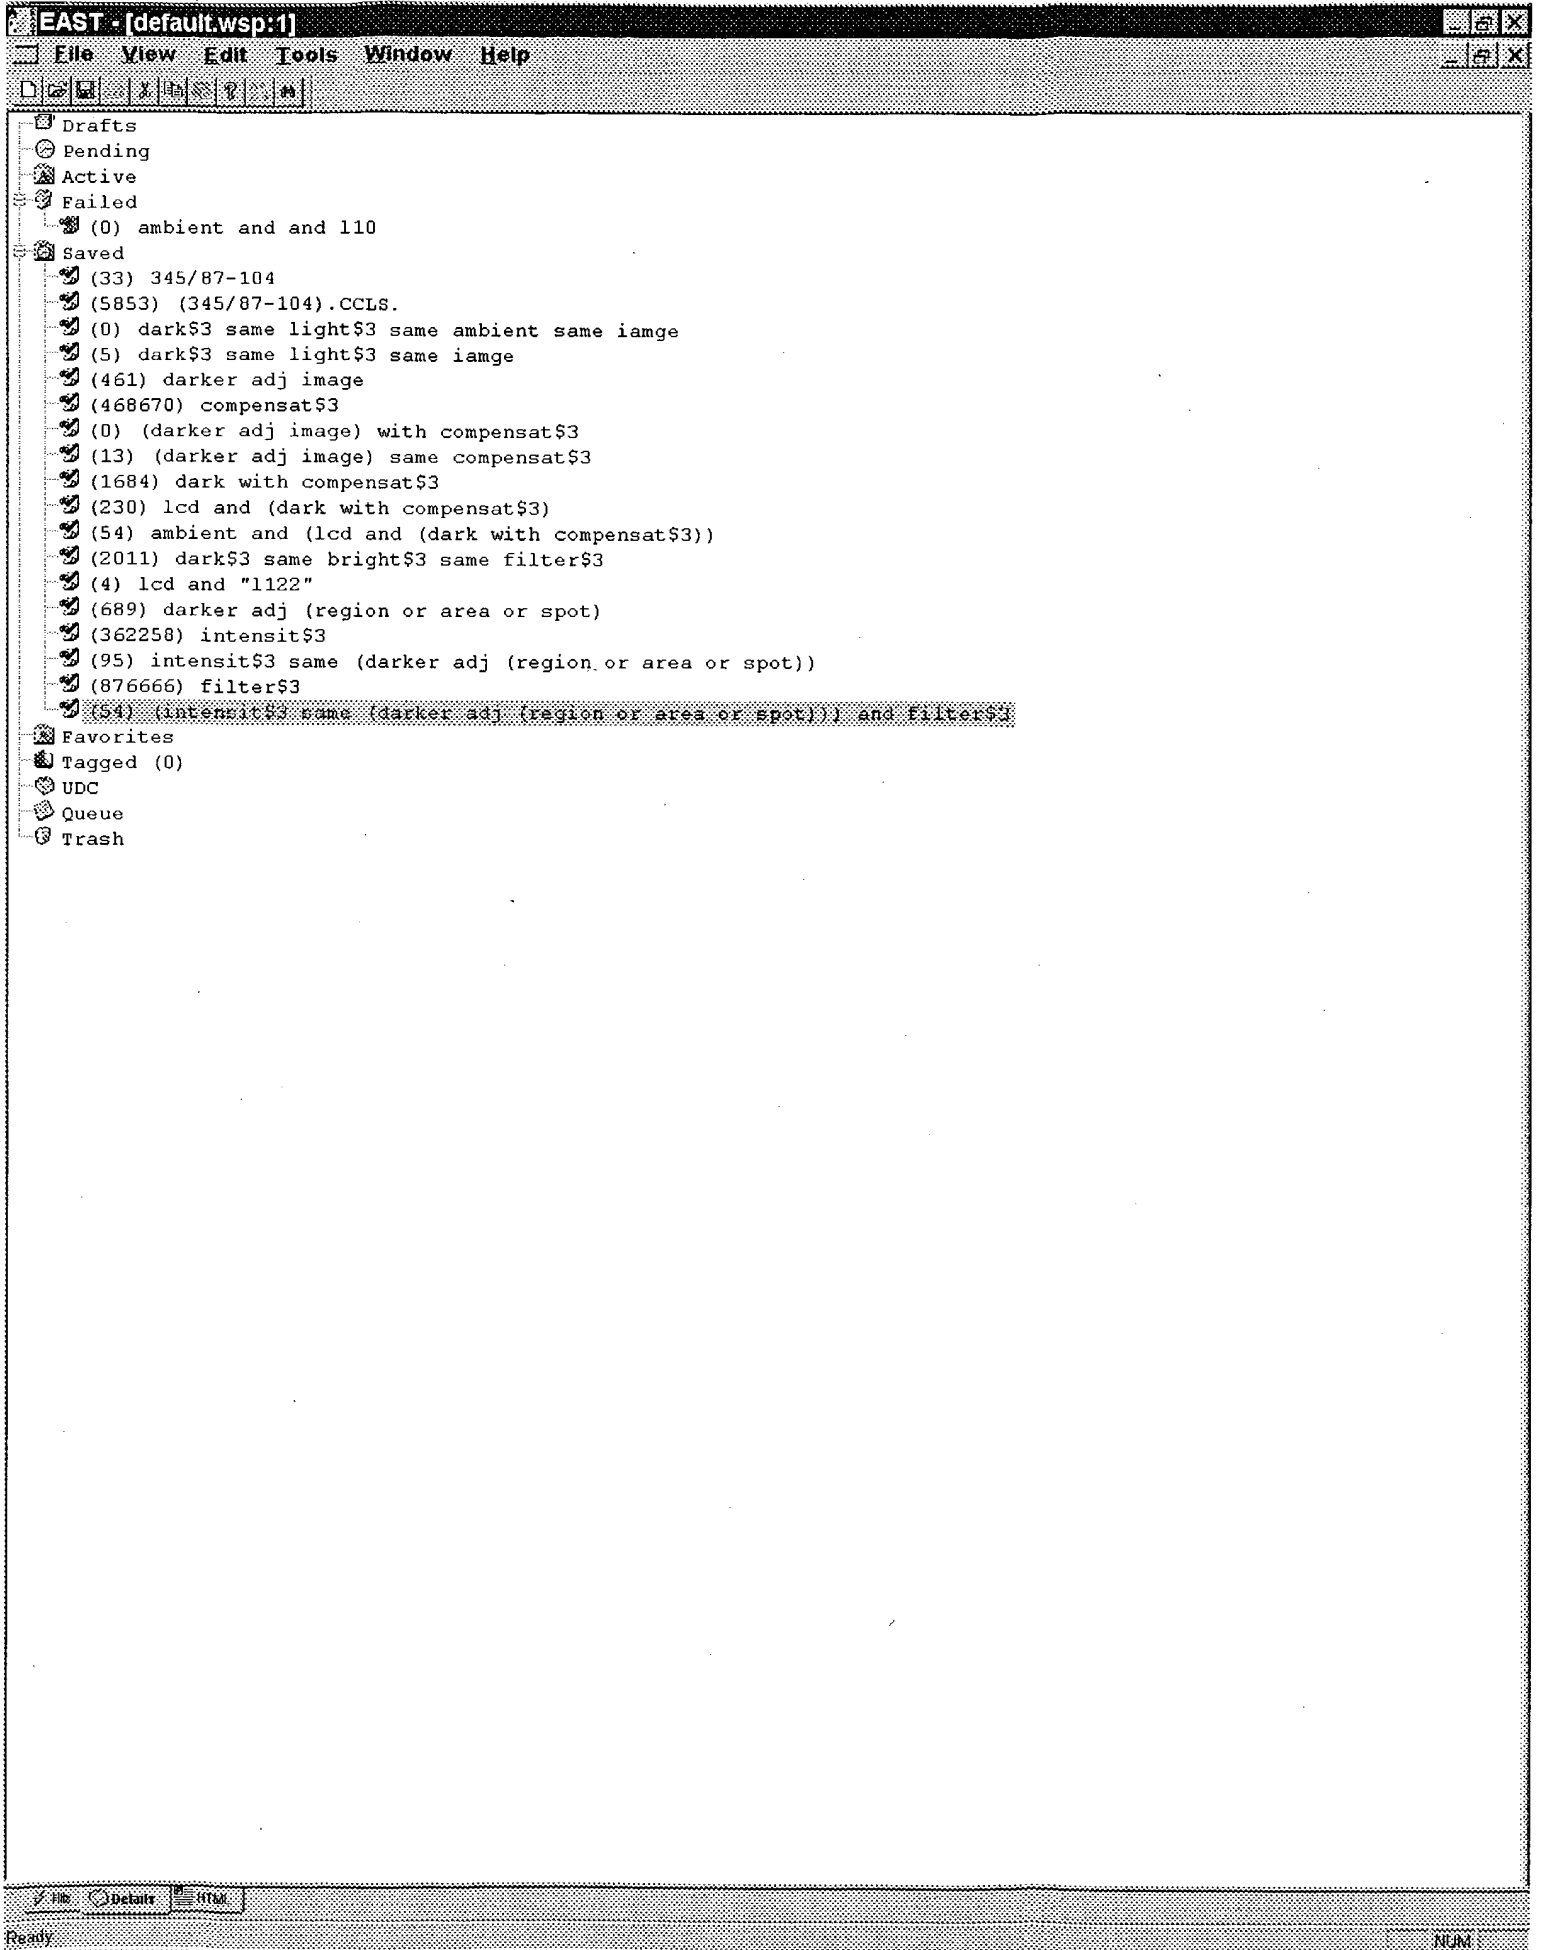 EAST - [default.wsp:1]
File View Edit Tools Window Help
Drafts
Pending
Active
Failed
(0) ambient and and l10
Saved
(33) 345/87-104
(5853) (345/87-104).CCLS.
(0) dark$3 same light$3 same ambient same iamge
(5) dark$3 same light$3 same iamge
(461) darker adj image
(468670) compensat$3
(0) (darker adj image) with compensat$3
(13) (darker adj image) same compensat$3
(1684) dark with compensat$3
(230) lcd and (dark with compensat$3)
(54) ambient and (lcd and (dark with compensat$3))
(2011) dark$3 same bright$3 same filter$3
(4) lcd and "1122"
(689) darker adj (region or area or spot)
(362258) intensit$3
(95) intensit$3 same (darker adj (region or area or spot))
(876666) filter$3
(54) (intensit$3 same (darker adj (region or area or spot))) and filter$3
Favorites
Tagged (0)
UDC
Queue
Trash
Details HTML
Ready NUM